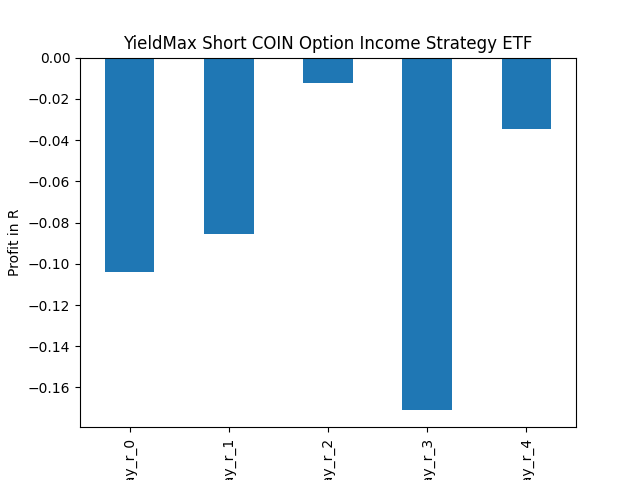 YieldMax Short COIN Option Income Strategy ETF
Profit in R
0.00
−0.02
−0.04
−0.06
−0.08
−0.10
−0.12
−0.14
−0.16
ay_r_0
ay_r_1
ay_r_2
ay_r_3
ay_r_4